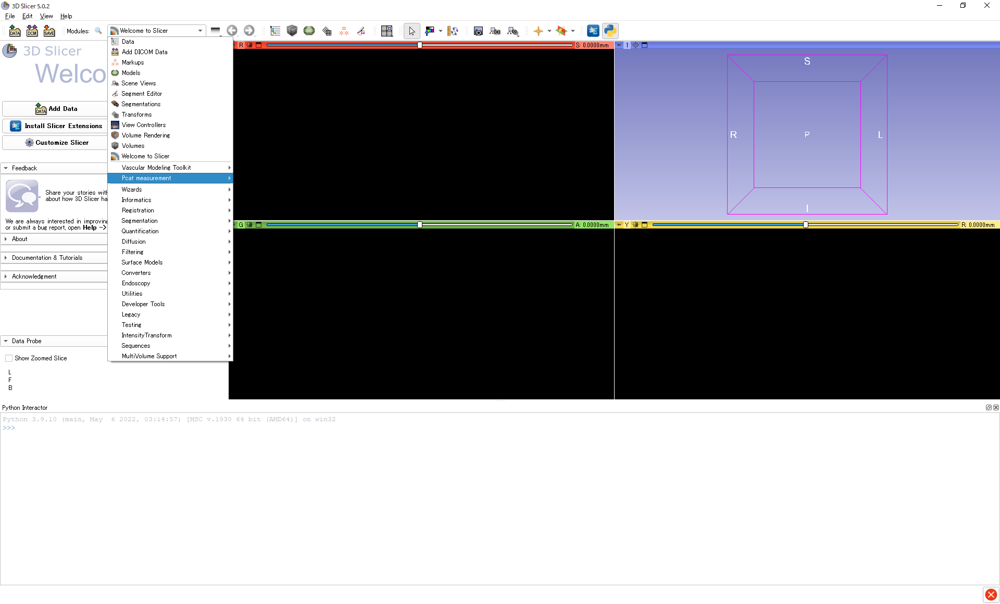 3D Slicer 5.0.2
File Edit View Help
DATA DCM SAVE Modules: Welcome to Slicer
Data
Add DICOM Data
Markups
Models
Scene Views
Segment Editor
Segmentations
Transforms
View Controllers
Volume Rendering
Volumes
Welcome to Slicer
Vascular Modeling Toolkit
Pcat measurement
Wizards
Informatics
Registration
Segmentation
Quantification
Diffusion
Filtering
Surface Models
Converters
Endoscopy
Utilities
Developer Tools
Legacy
Testing
IntensityTransform
Sequences
MultiVolume Support
3D Slicer
Welco
DATA Add Data
Install Slicer Extensions
Customize Slicer
Feedback
Share your stories with
about how 3D Slicer ha
We are always interested in improving
or submit a bug report, open Help ->
About
Documentation & Tutorials
Acknowledgment
Data Probe
Show Zoomed Slice
L
F
B
R S: 0.0000mm
1
S
R P L
I
G A: 0.0000mm
Y R: 0.0000mm
Python Interactor
Python 3.9.10 (main, May  6 2022, 03:14:57) [MSC v.1930 64 bit (AMD64)] on win32
>>>